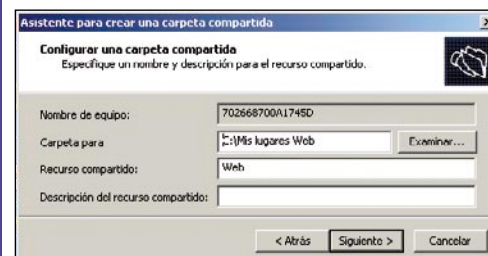 Asistente para crear una carpeta compartida
Configurar una carpeta compartida
Especifique un nombre y descripción para el recurso compartido.
Nombre de equipo: 702668700A1745D
Carpeta para C:\Mis lugares Web Examinar...
Recurso compartido: Web
Descripción del recurso compartido:
< Atrás Siguiente > Cancelar